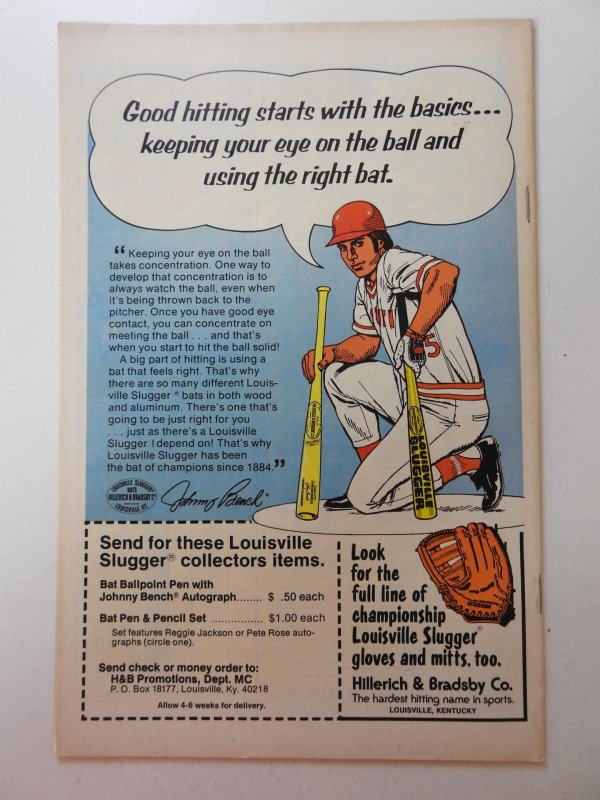 Good hitting starts with the basics...
keeping your eye on the ball and
using the right bat.
“ Keeping your eye on the ball
takes concentration. One way to
develop that concentration is to
always watch the ball, even when
it's being thrown back to the
pitcher. Once you have good eye
contact, you can concentrate on
meeting the ball . . . and that's
when you start to hit the ball solid!
A big part of hitting is using a
bat that feels right. That's why
there are so many different Louis-
ville Slugger ® bats in both wood
and aluminum. There's one that's
going to be just right for you
. . . just as there's a Louisville
Slugger I depend on! That's why
Louisville Slugger has been
the bat of champions since 1884.”
LOUISVILLE SLUGGER
BATS
HILLERICH & BRADSBY Co
LOUISVILLE, KY.
Johnny Bench
5
LOUISVILLE
SLUGGER
Send for these Louisville
Slugger® collectors items.
Bat Ballpoint Pen with
Johnny Bench® Autograph........ $ .50 each
Bat Pen & Pencil Set ................ $1.00 each
Set features Reggie Jackson or Pete Rose auto-
graphs (circle one).
Send check or money order to:
H&B Promotions, Dept. MC
P. O. Box 18177, Louisville, Ky. 40218
Allow 4-6 weeks for delivery.
Look
for the
full line of
championship
Louisville Slugger®
gloves and mitts, too.
Hillerich & Bradsby Co.
The hardest hitting name in sports.
LOUISVILLE, KENTUCKY